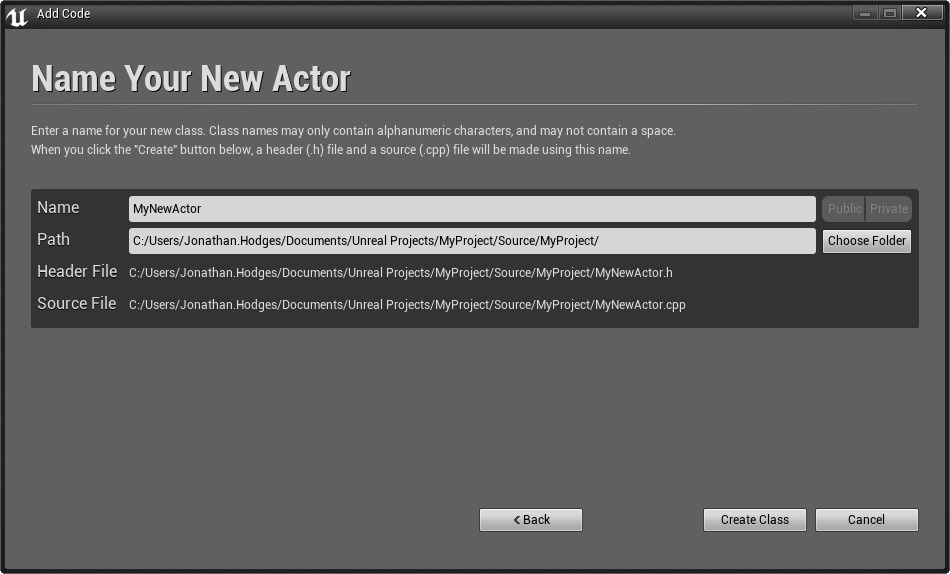 Add Code
Name Your New Actor
Enter a name for your new class. Class names may only contain alphanumeric characters, and may not contain a space.
When you click the "Create" button below, a header (.h) file and a source (.cpp) file will be made using this name.
Name MyNewActor Public Private
Path C:/Users/Jonathan.Hodges/Documents/Unreal Projects/MyProject/Source/MyProject/ Choose Folder
Header File C:/Users/Jonathan.Hodges/Documents/Unreal Projects/MyProject/Source/MyProject/MyNewActor.h
Source File C:/Users/Jonathan.Hodges/Documents/Unreal Projects/MyProject/Source/MyProject/MyNewActor.cpp
< Back Create Class Cancel